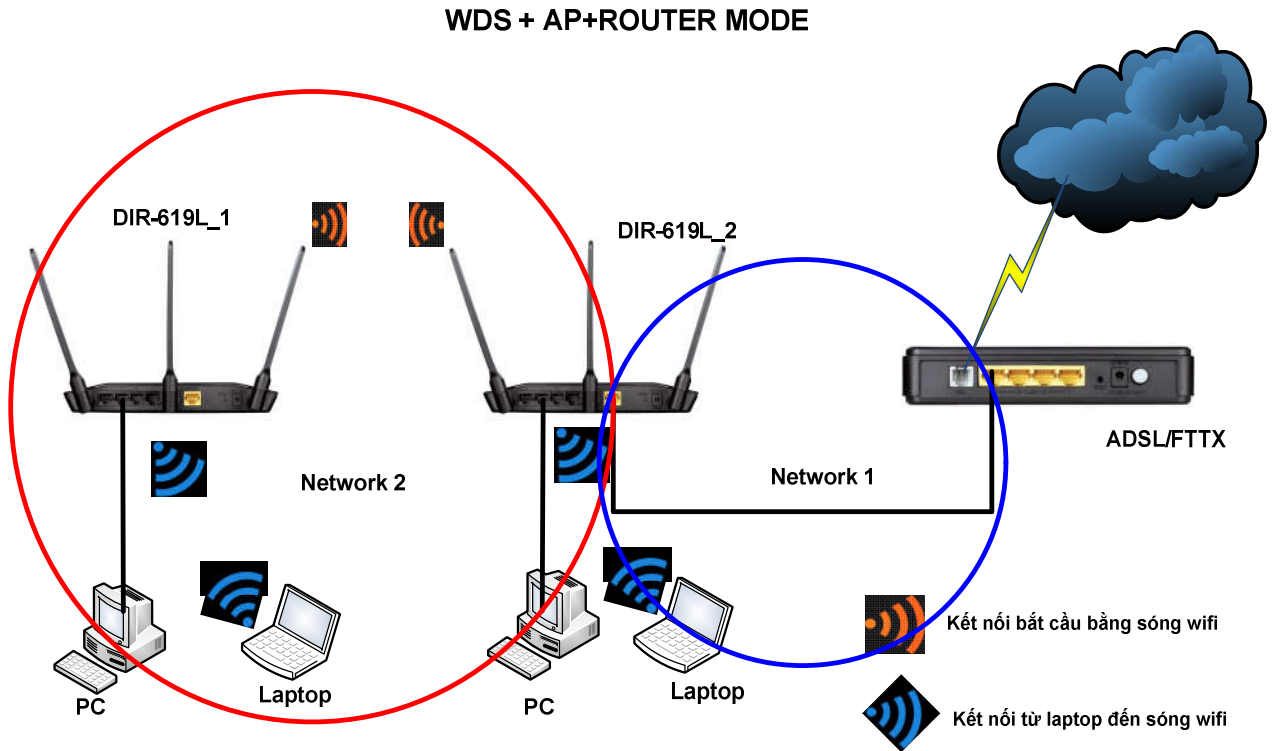 WDS + AP+ROUTER MODE
DIR-619L_1
DIR-619L_2
ADSL/FTTX
Network 2
Network 1
PC
Laptop
PC
Laptop
Kết nối bắt cầu bằng sóng wifi
Kết nối từ laptop đến sóng wifi